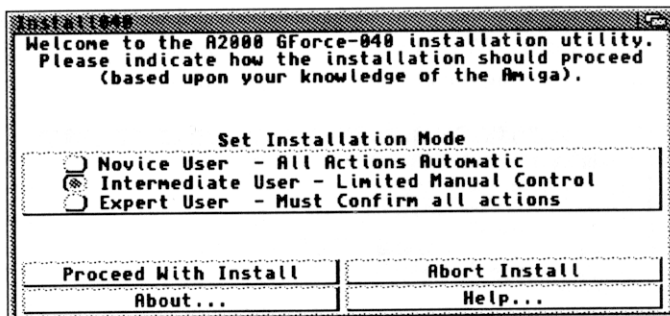 Install040
Welcome to the A2000 GForce-040 installation utility.
Please indicate how the installation should proceed
(based upon your knowledge of the Amiga).
Set Installation Mode
Novice User - All Actions Automatic
Intermediate User - Limited Manual Control
Expert User - Must Confirm all actions
Proceed With Install
Abort Install
About...
Help...